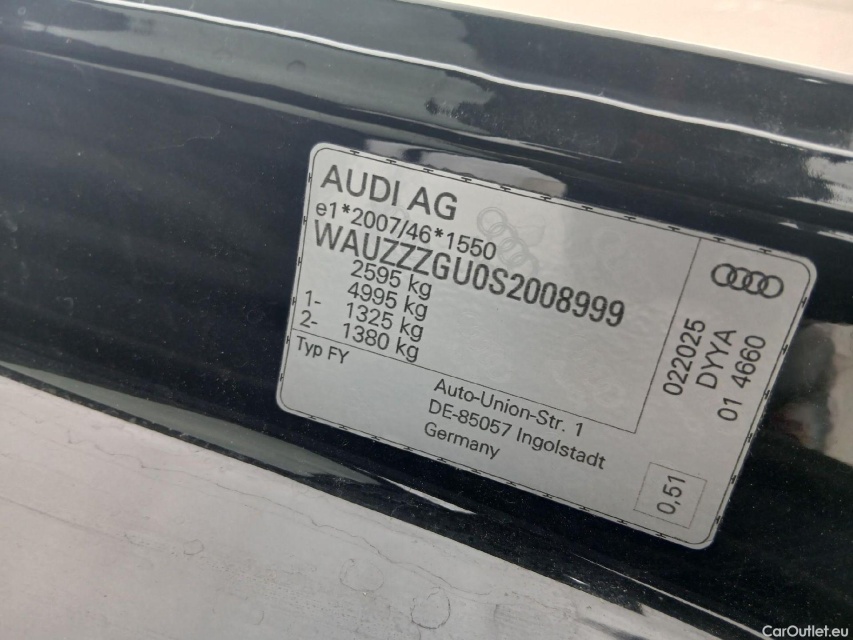 AUDI AG
e1*2007/46*1550
WAUZZZGU0S2008999
2595 kg
4995 kg
1- 1325 kg
2- 1380 kg
Typ FY
Auto-Union-Str. 1
DE-85057 Ingolstadt
Germany
022025
DYYA
01 4660
0,51
CarOutlet.eu